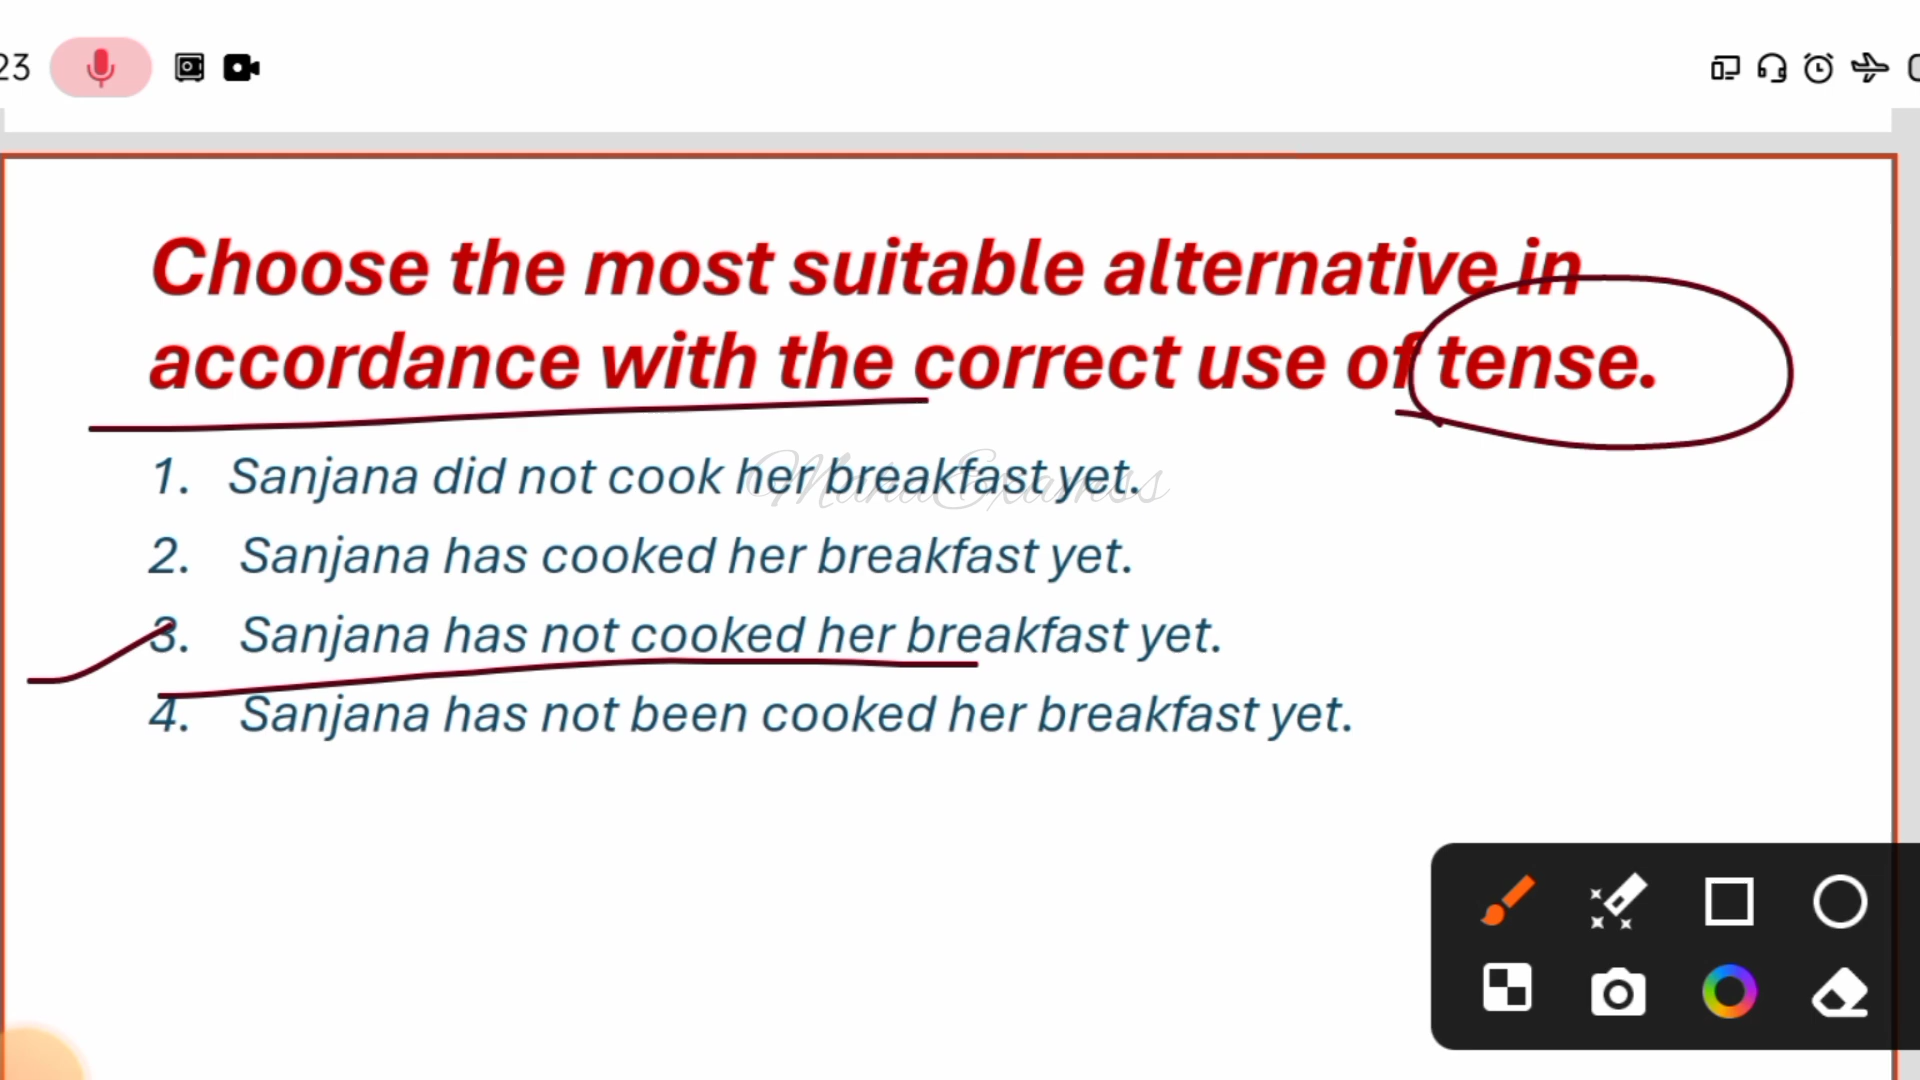 23
Choose the most suitable alternative in
accordance with the correct use of tense.
1. Sanjana did not cook her breakfast yet.
MahaExamss
2. Sanjana has cooked her breakfast yet.
3. Sanjana has not cooked her breakfast yet.
4. Sanjana has not been cooked her breakfast yet.